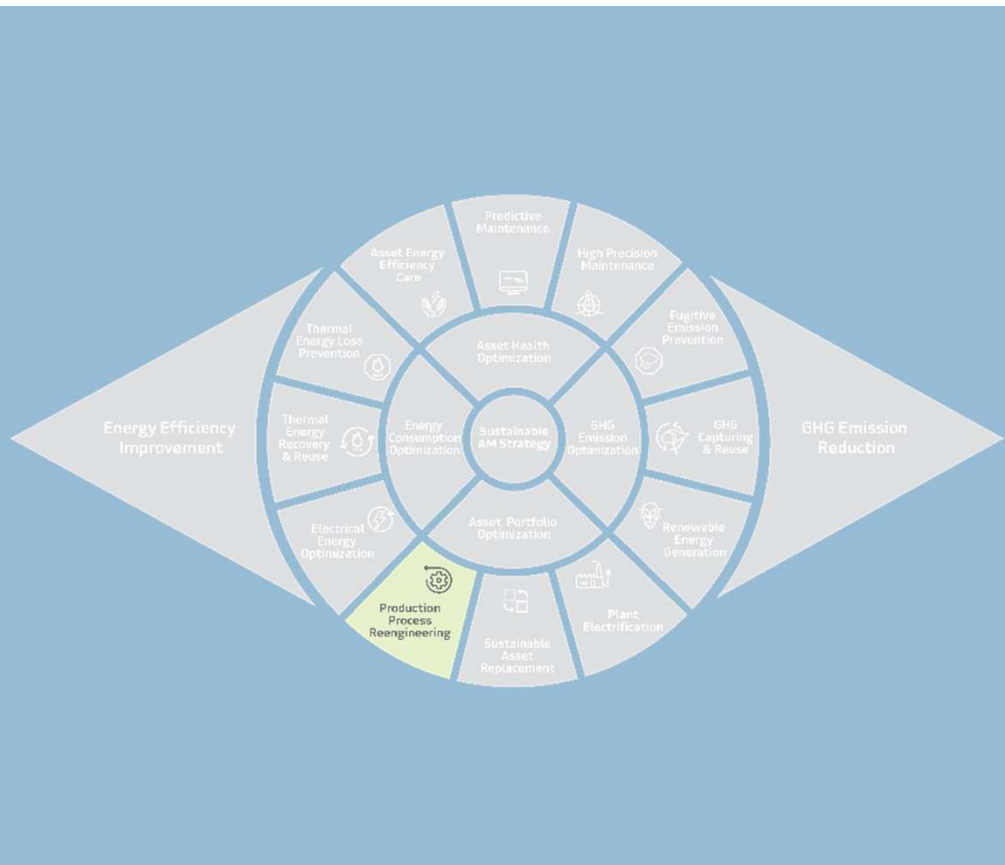 Predictive
Maintenance
Asset Energy
Efficiency
Care
High Precision
Maintenance
Thermal
Energy Loss
Prevention
Fugitive
Emission
Prevention
Asset Health
Optimization
Energy Efficiency
Improvement
Thermal
Energy
Recovery
& Reuse
Energy
Consumption
Optimization
Sustainable
AM Strategy
GHG
Emission
Optimization
GHG
Capturing
& Reuse
GHG Emission
Reduction
Electrical
Energy
Optimization
Asset Portfolio
Optimization
Renewable
Energy
Generation
Production
Process
Reengineering
Sustainable
Asset
Replacement
Plant
Electrification